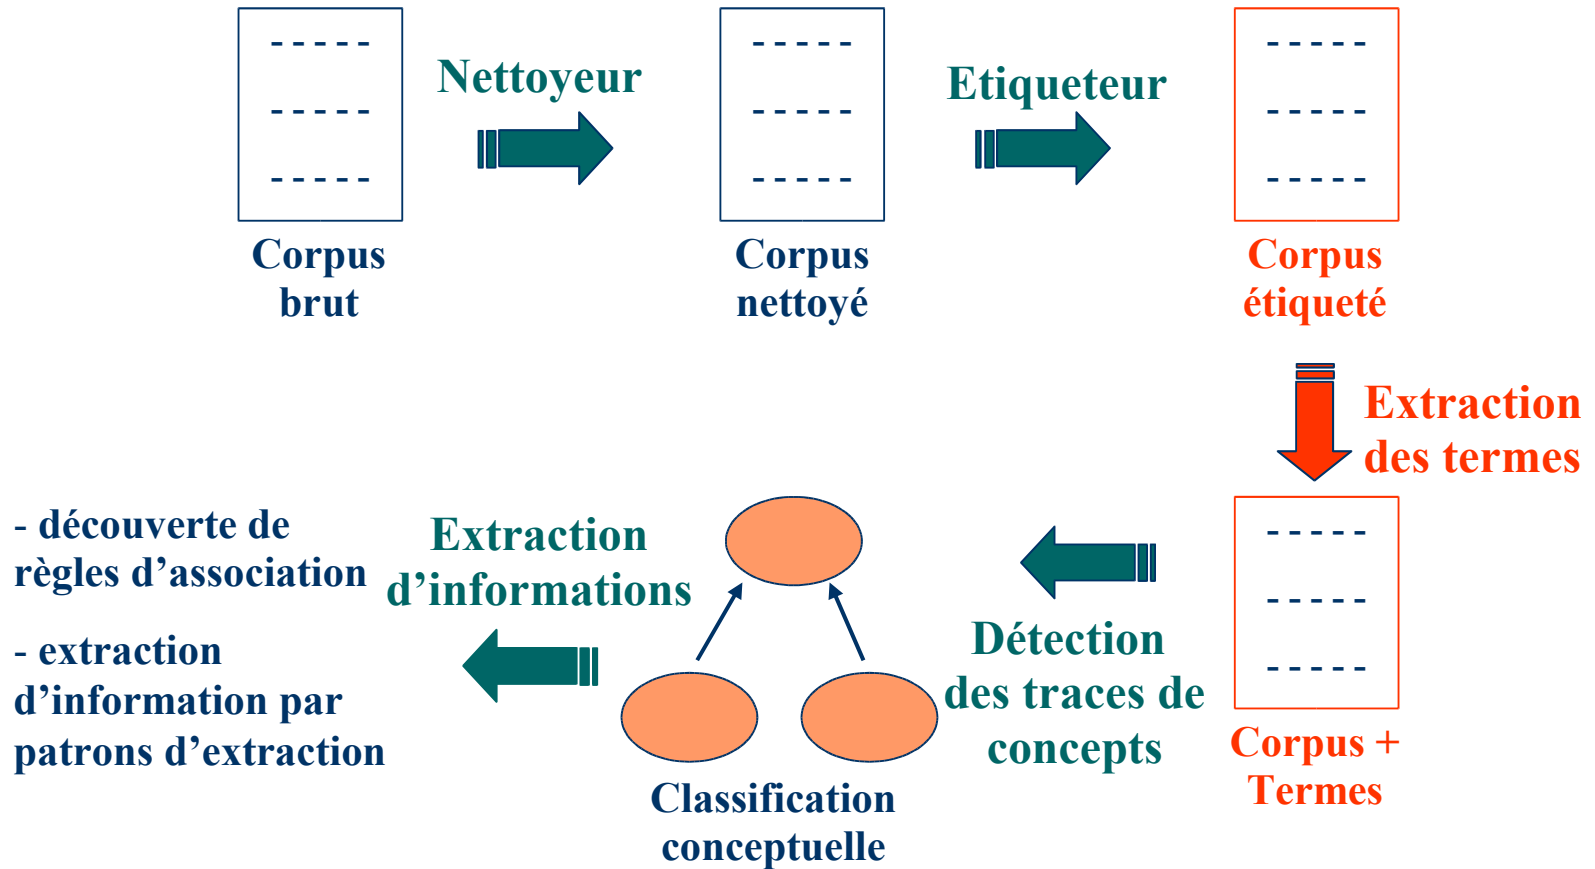 Nettoyeur
Etiqueteur
Corpus
brut
Corpus
nettoyé
Corpus
étiqueté
Extraction
des termes
Corpus +
Termes
Détection
des traces de
concepts
Classification
conceptuelle
Extraction
d’informations
- découverte de
règles d’association
- extraction
d’information par
patrons d’extraction